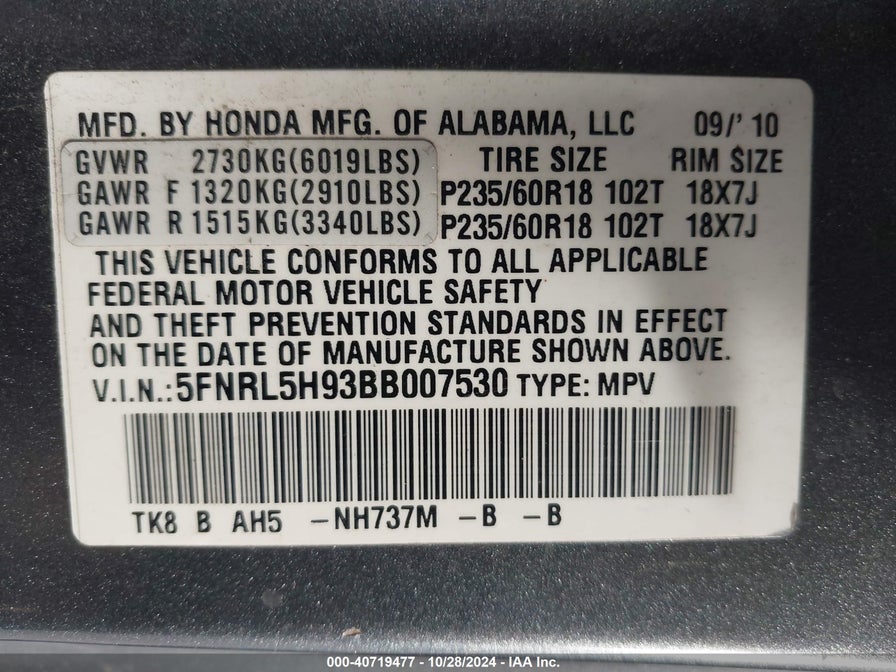 MFD. BY HONDA MFG. OF ALABAMA, LLC 09/' 10
GVWR 2730KG(6019LBS) TIRE SIZE RIM SIZE
GAWR F 1320KG(2910LBS) P235/60R18 102T 18X7J
GAWR R 1515KG(3340LBS) P235/60R18 102T 18X7J
THIS VEHICLE CONFORMS TO ALL APPLICABLE
FEDERAL MOTOR VEHICLE SAFETY
AND THEFT PREVENTION STANDARDS IN EFFECT
ON THE DATE OF MANUFACTURE SHOWN ABOVE.
V.I.N.: 5FNRL5H93BB007530 TYPE: MPV
TK8 B AH5 -NH737M -B -B
000-40719477 - 10/28/2024 - IAA Inc.